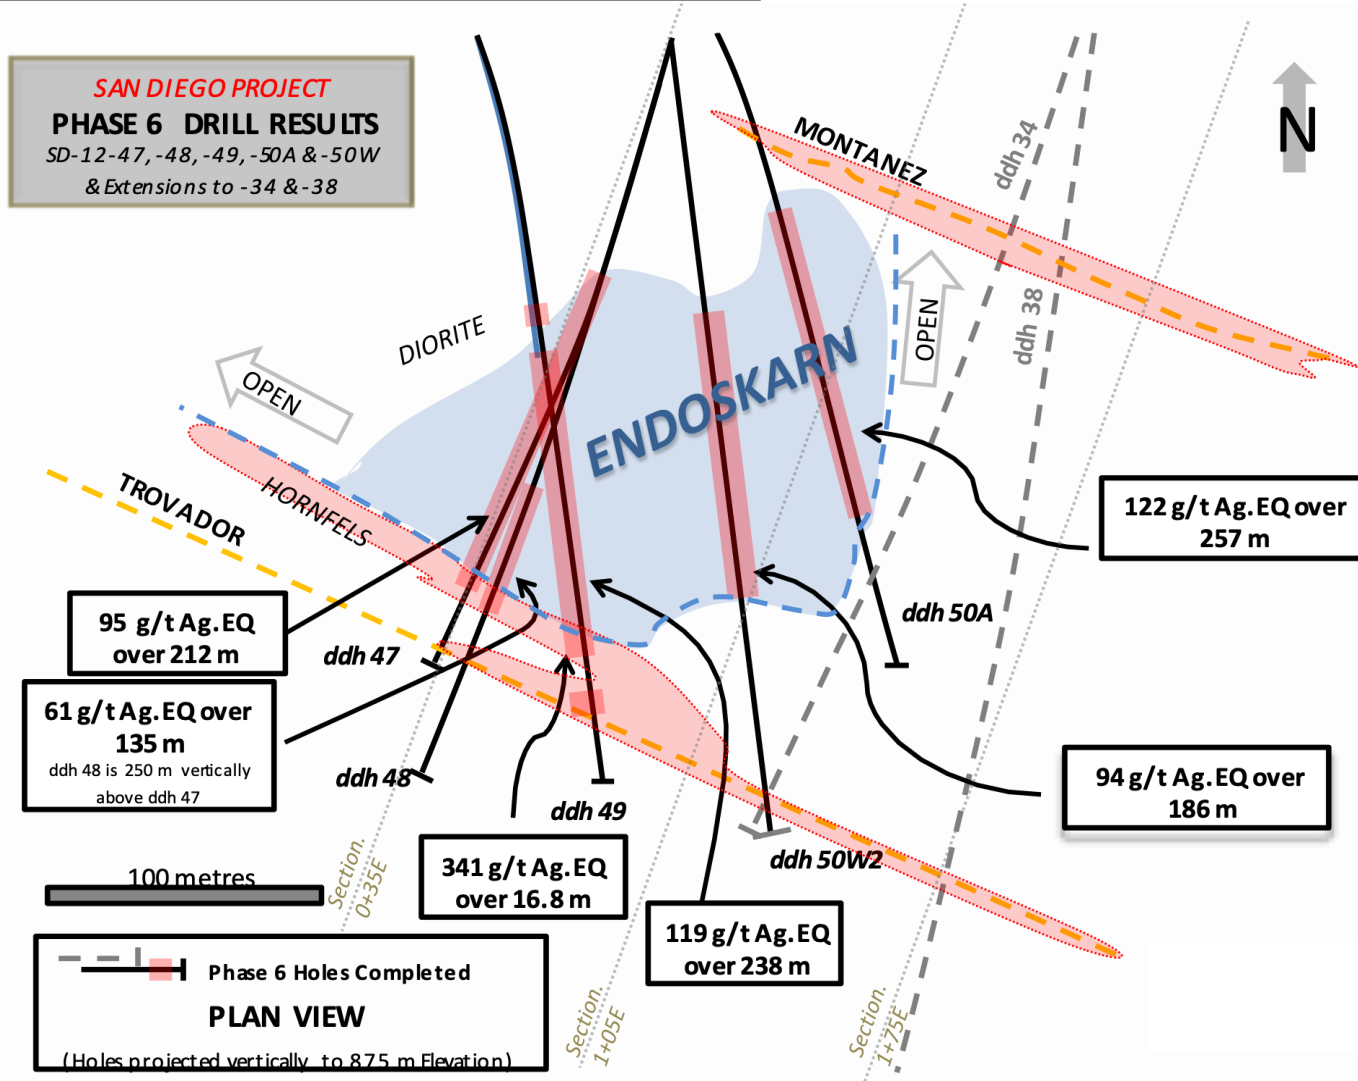 SAN DIEGO PROJECT
PHASE 6 DRILL RESULTS
SD-12-47, -48, -49, -50A & -50W
& Extensions to -34 & -38
N
MONTANEZ
ddh 34
ddh 38
DIORITE
OPEN
OPEN
ENDOSKARN
TROVADOR
HORNFELS
122 g/t Ag.EQ over
257 m
95 g/t Ag.EQ
over 212 m
ddh 47
ddh 50A
61 g/t Ag.EQ over
135 m
ddh 48 is 250 m vertically
above ddh 47
ddh 48
ddh 49
94 g/t Ag.EQ over
186 m
ddh 50W2
341 g/t Ag.EQ
over 16.8 m
119 g/t Ag.EQ
over 238 m
100 metres
Section.
0+35E
Section.
1+05E
Section.
1+75E
Phase 6 Holes Completed
PLAN VIEW
(Holes projected vertically to 875 m Elevation)